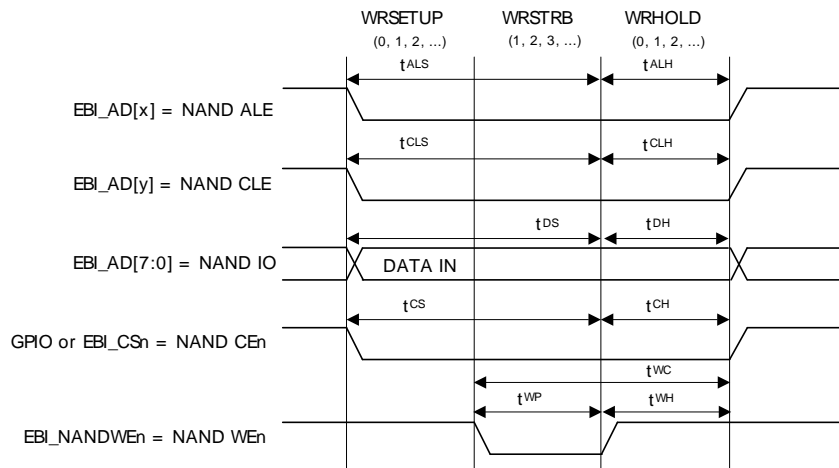 WRSETUP WRSTRB WRHOLD
(0, 1, 2, ...) (1, 2, 3, ...) (0, 1, 2, ...)
tALS tALH
EBI_AD[x] = NAND ALE
tCLS tCLH
EBI_AD[y] = NAND CLE
tDS tDH
EBI_AD[7:0] = NAND IO DATA IN
tCS tCH
GPIO or EBI_CSn = NAND CEn
tWC
tWP tWH
EBI_NANDWEn = NAND WEn